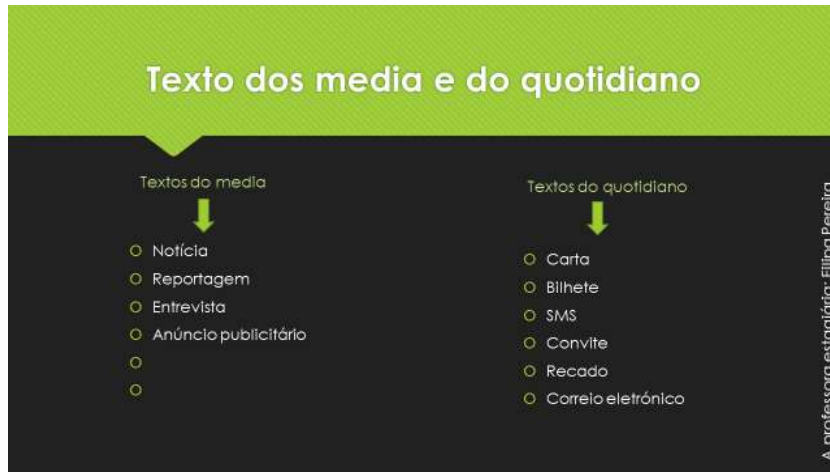 Texto dos media e do quotidiano
Textos do media
Notícia
Reportagem
Entrevista
Anúncio publicitário
Textos do quotidiano
Carta
Bilhete
SMS
Convite
Recado
Correio eletrónico
A professora estagiária: Filipa Pereira